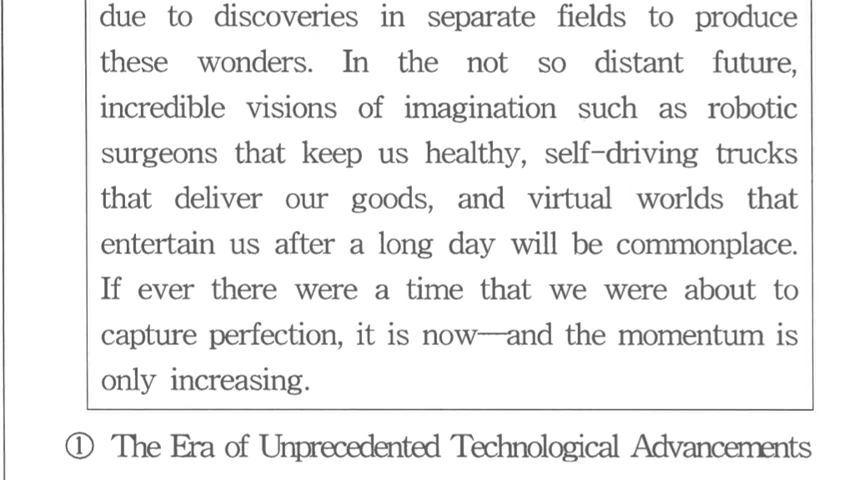 due to discoveries in separate fields to produce
these wonders. In the not so distant future,
incredible visions of imagination such as robotic
surgeons that keep us healthy, self-driving trucks
that deliver our goods, and virtual worlds that
entertain us after a long day will be commonplace.
If ever there were a time that we were about to
capture perfection, it is now—and the momentum is
only increasing.
① The Era of Unprecedented Technological Advancements